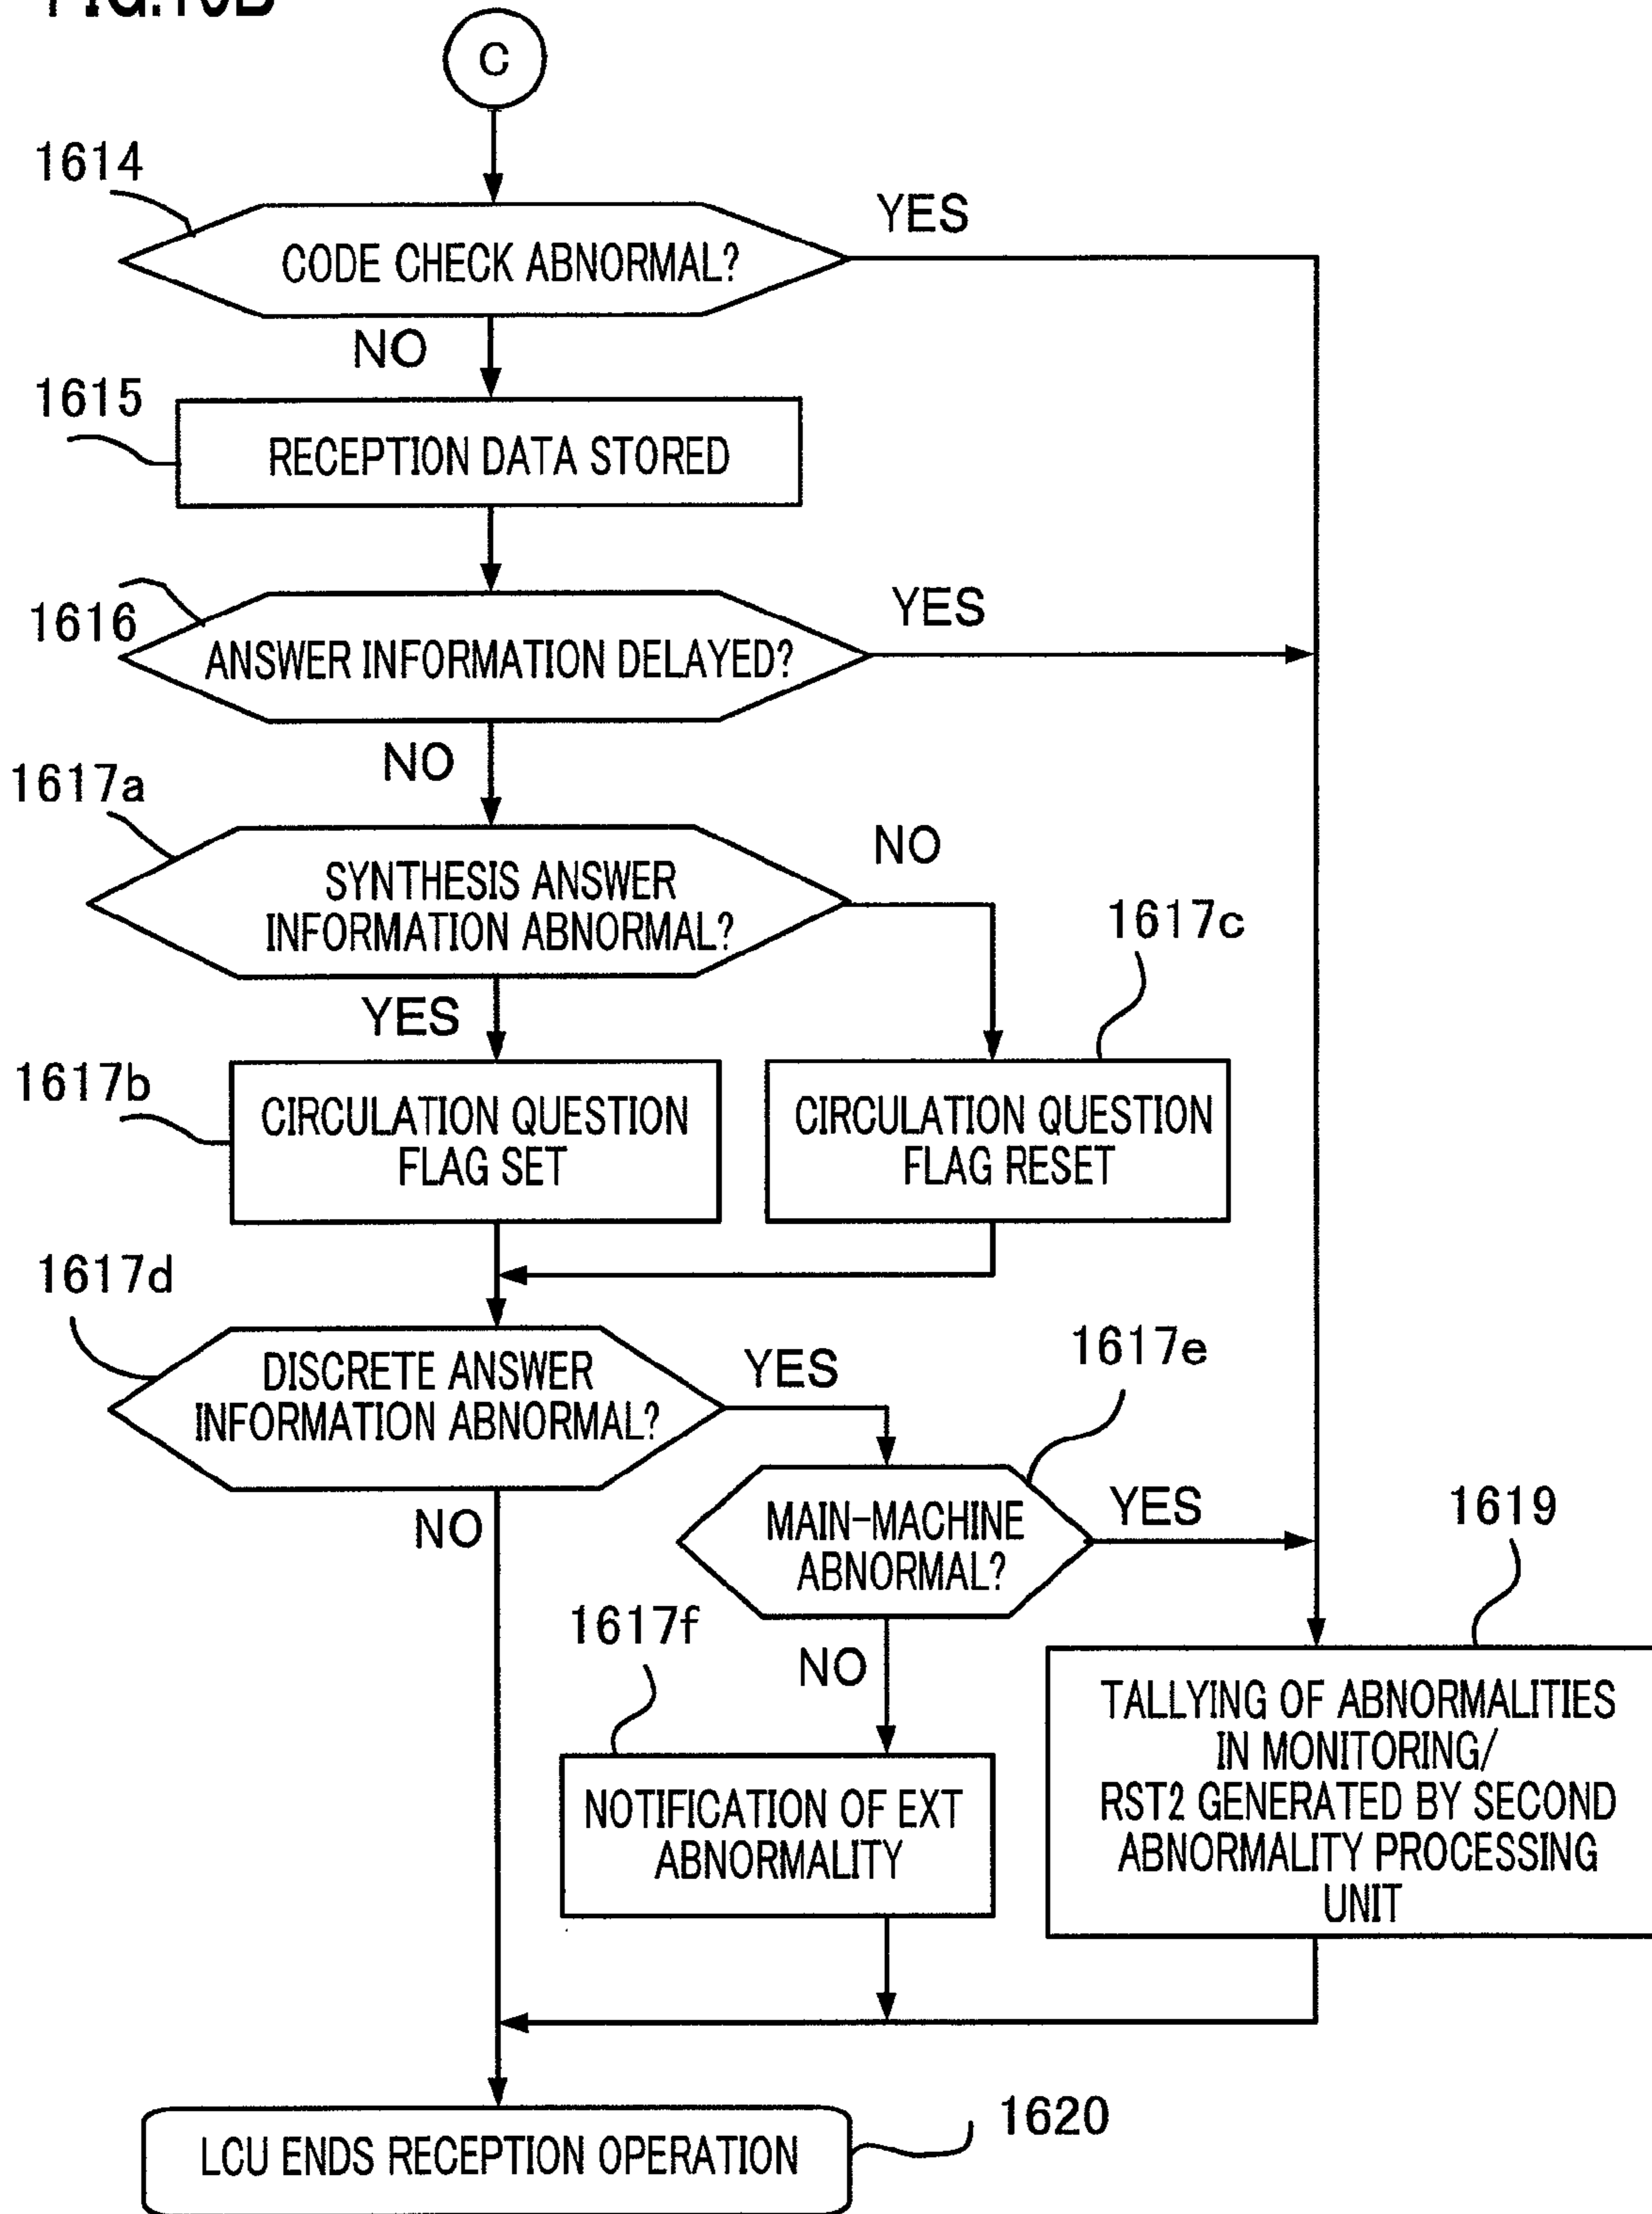 C
1614
YES
CODE CHECK ABNORMAL?
NO
1615
RECEPTION DATA STORED
1616
YES
ANSWER INFORMATION DELAYED?
NO
1617a
NO
SYNTHESIS ANSWER
INFORMATION ABNORMAL?
1617c
YES
1617b
CIRCULATION QUESTION
FLAG SET
CIRCULATION QUESTION
FLAG RESET
1617d
DISCRETE ANSWER
INFORMATION ABNORMAL?
YES
1617e
NO
MAIN-MACHINE
ABNORMAL?
YES
1619
1617f
NO
NOTIFICATION OF EXT
ABNORMALITY
TALLYING OF ABNORMALITIES
IN MONITORING/
RST2 GENERATED BY SECOND
ABNORMALITY PROCESSING
UNIT
LCU ENDS RECEPTION OPERATION
1620